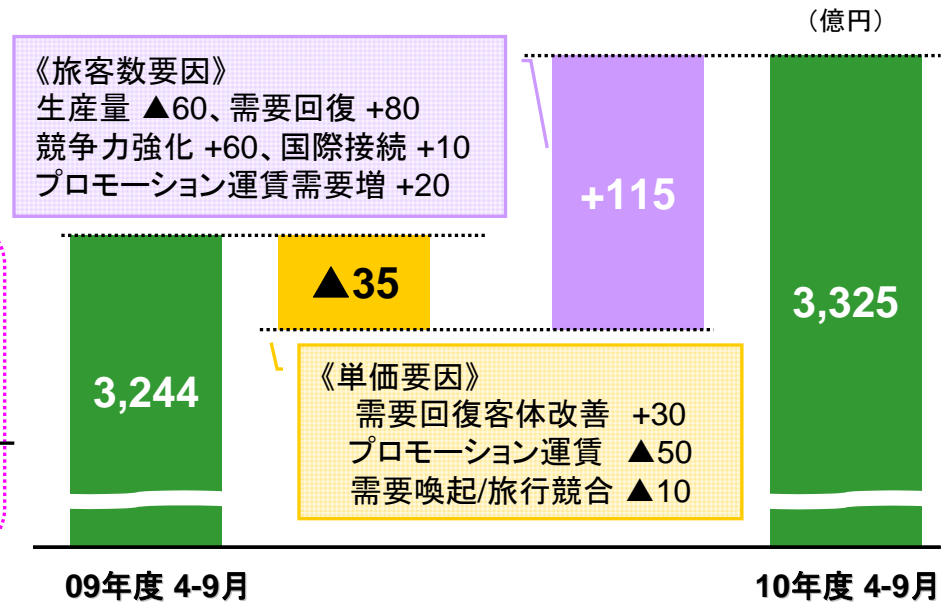 （億円）
《旅客数要因》
生産量 ▲60、需要回復 +80
競争力強化 +60、国際接続 +10
プロモーション運賃需要増 +20
+115
▲35
3,325
3,244
《単価要因》
需要回復客体改善 +30
プロモーション運賃 ▲50
需要喚起/旅行競合 ▲10
09年度 4-9月
10年度 4-9月